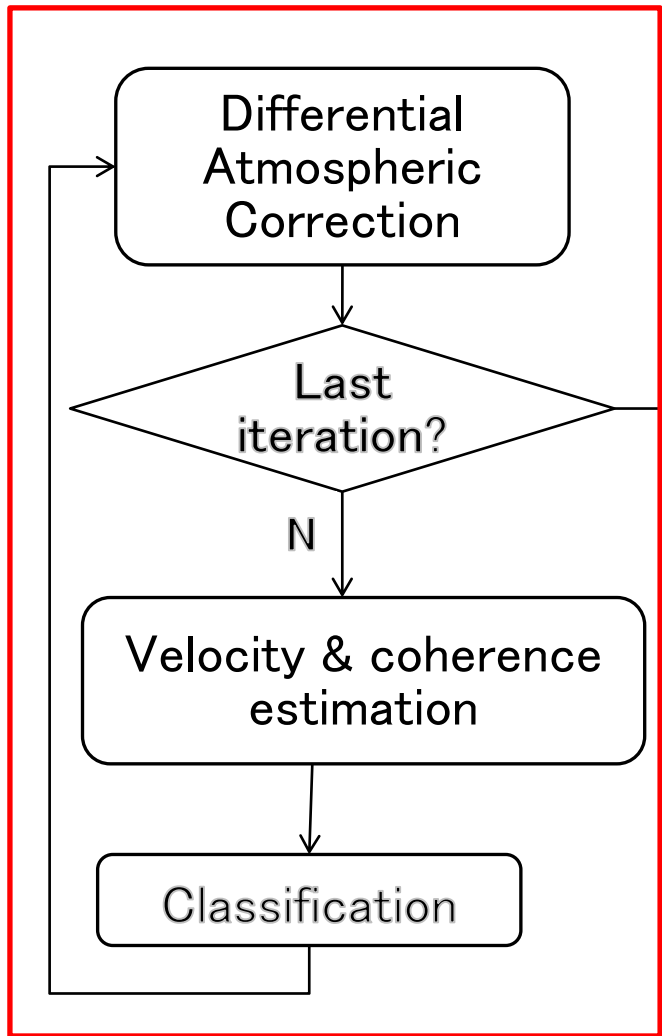 Differential
Atmospheric
Correction
Last
iteration?
N
Velocity & coherence
estimation
Classification